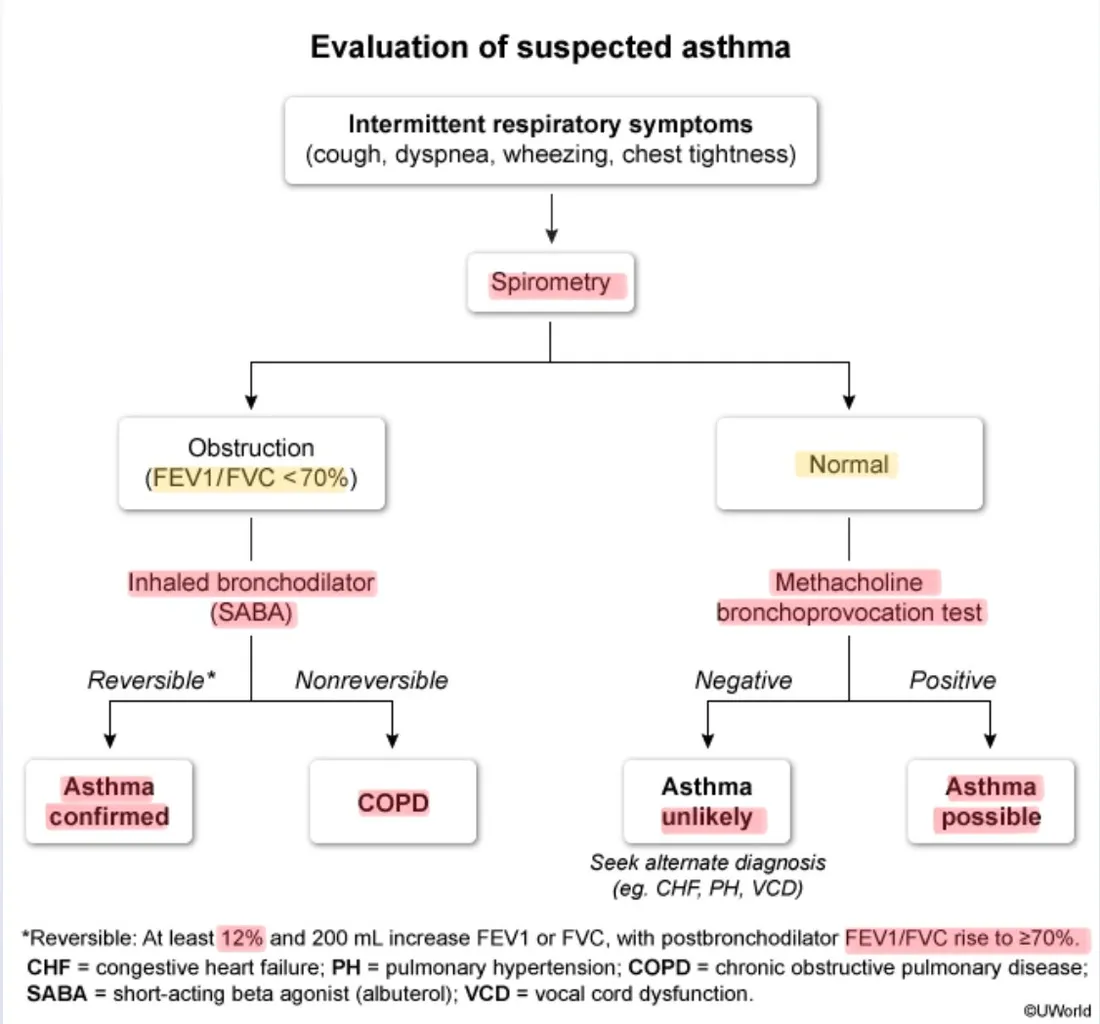 Evaluation of suspected asthma
Intermittent respiratory symptoms
(cough, dyspnea, wheezing, chest tightness)
Spirometry
Obstruction
(FEV1/FVC <70%)
Normal
Inhaled bronchodilator
(SABA)
Methacholine
bronchoprovocation test
Reversible*
Nonreversible
Negative
Positive
Asthma
confirmed
COPD
Asthma
unlikely
Asthma
possible
Seek alternate diagnosis
(eg. CHF, PH, VCD)
*Reversible: At least 12% and 200 mL increase FEV1 or FVC, with postbronchodilator FEV1/FVC rise to ≥70%.
CHF = congestive heart failure; PH = pulmonary hypertension; COPD = chronic obstructive pulmonary disease;
SABA = short-acting beta agonist (albuterol); VCD = vocal cord dysfunction.
©UWorld